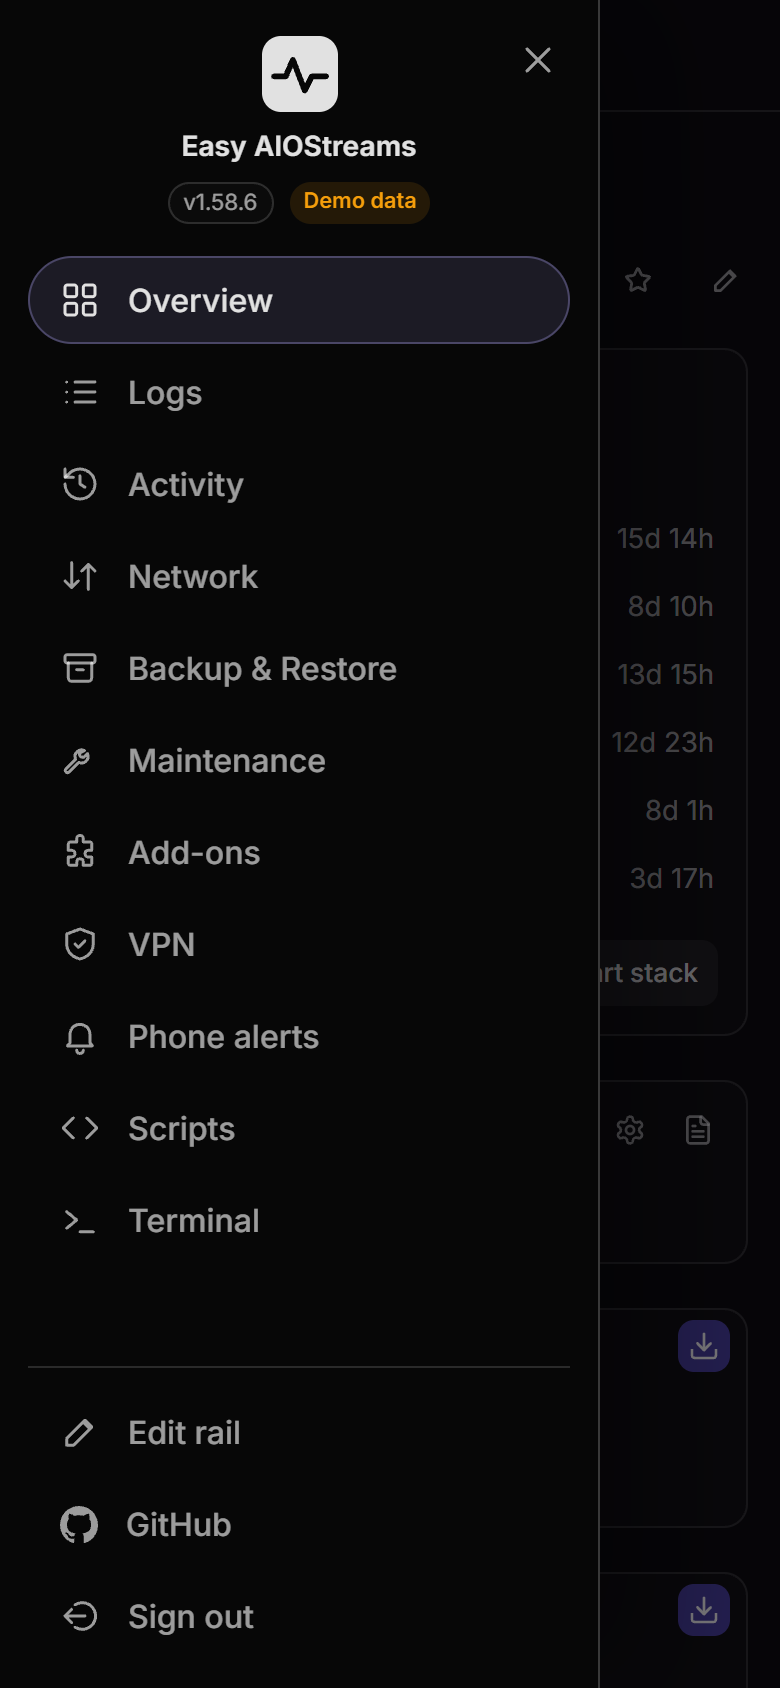 Easy AIOStreams
v1.58.6
Demo data
Overview
Logs
Activity
Network
Backup & Restore
Maintenance
Add-ons
VPN
Phone alerts
Scripts
Terminal
Edit rail
GitHub
Sign out
15d 14h
8d 10h
13d 15h
12d 23h
8d 1h
3d 17h
stack